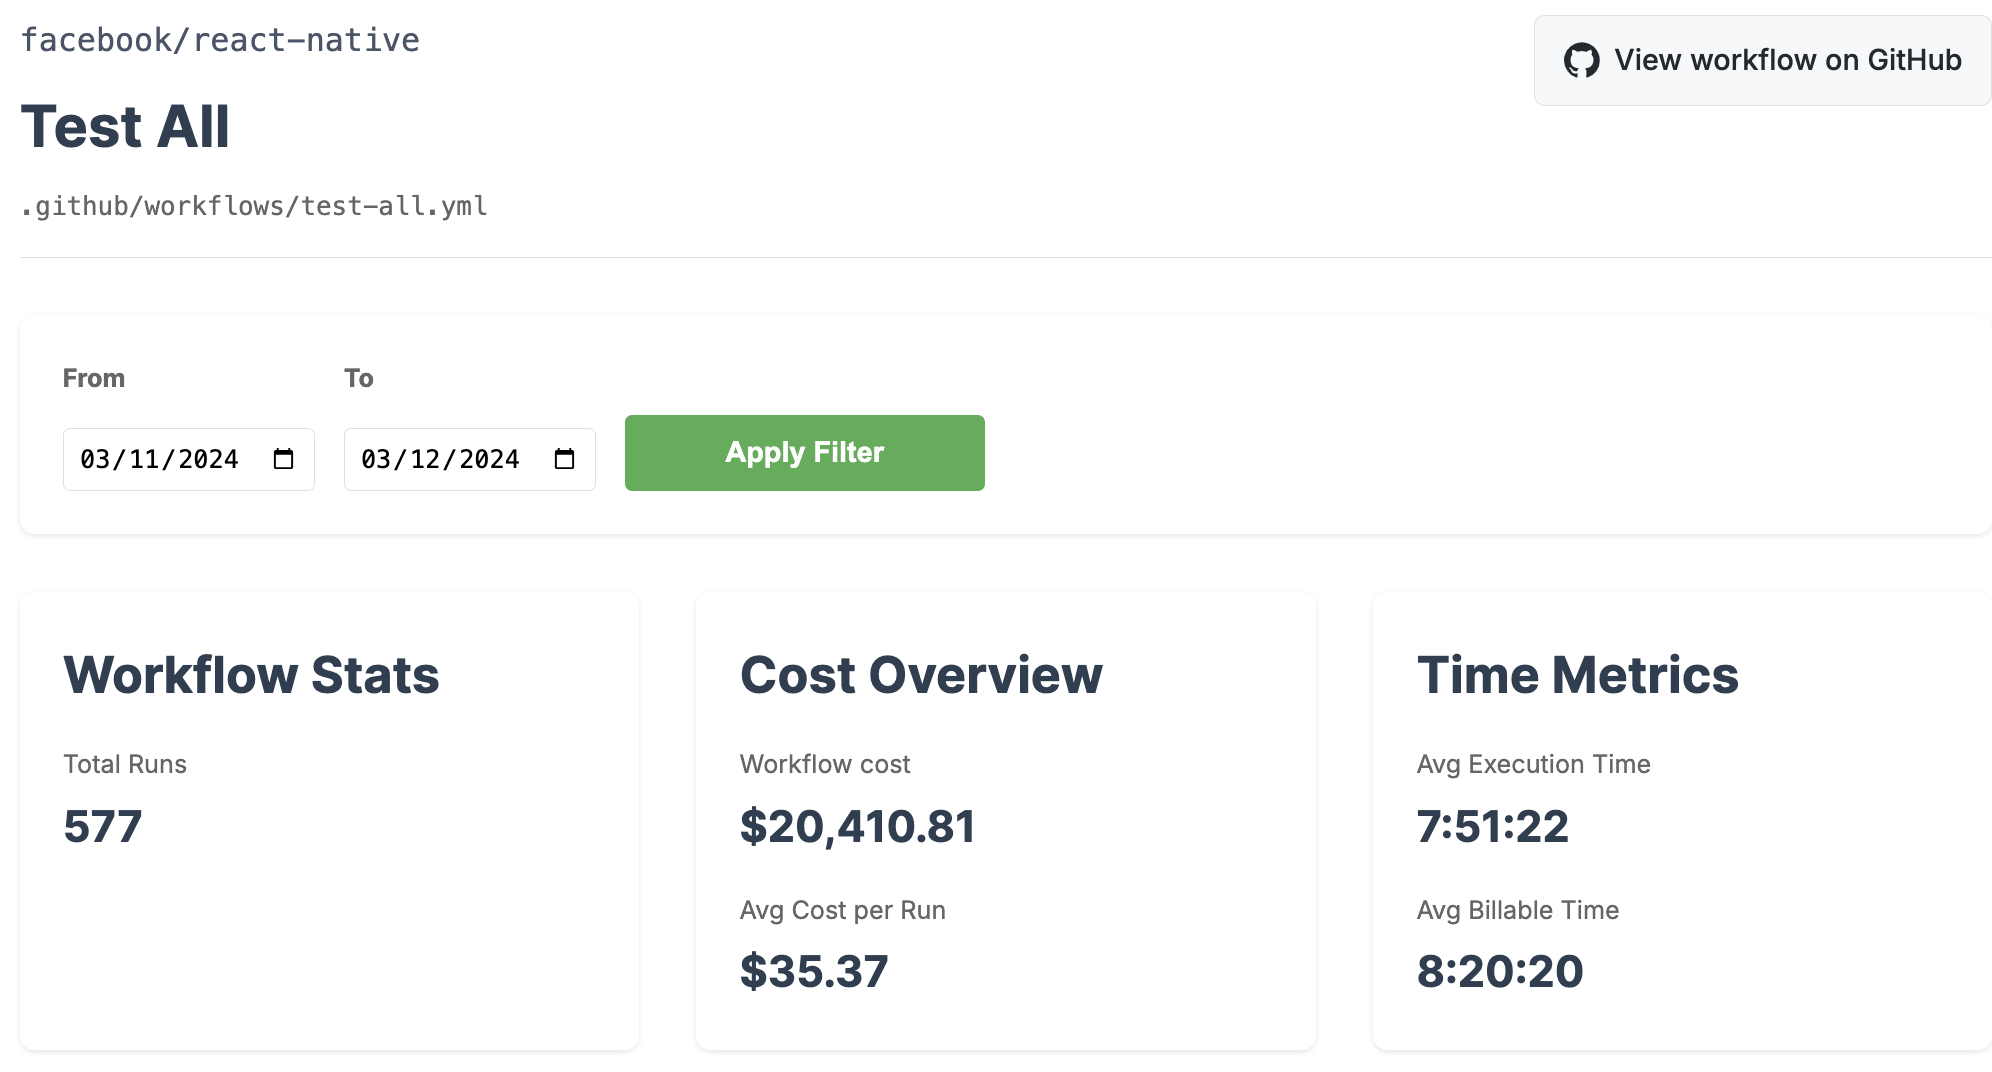 facebook/react-native
View workflow on GitHub
Test All
.github/workflows/test-all.yml
From
To
03/11/2024
03/12/2024
Apply Filter
Workflow Stats
Total Runs
577
Cost Overview
Workflow cost
$20,410.81
Avg Cost per Run
$35.37
Time Metrics
Avg Execution Time
7:51:22
Avg Billable Time
8:20:20